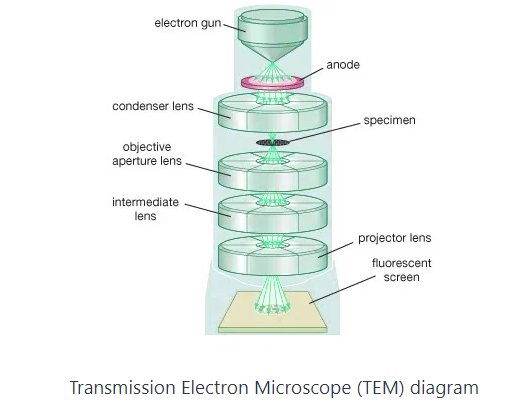 electron gun
anode
condenser lens
specimen
objective
aperture lens
intermediate
lens
projector lens
fluorescent
screen
Transmission Electron Microscope (TEM) diagram